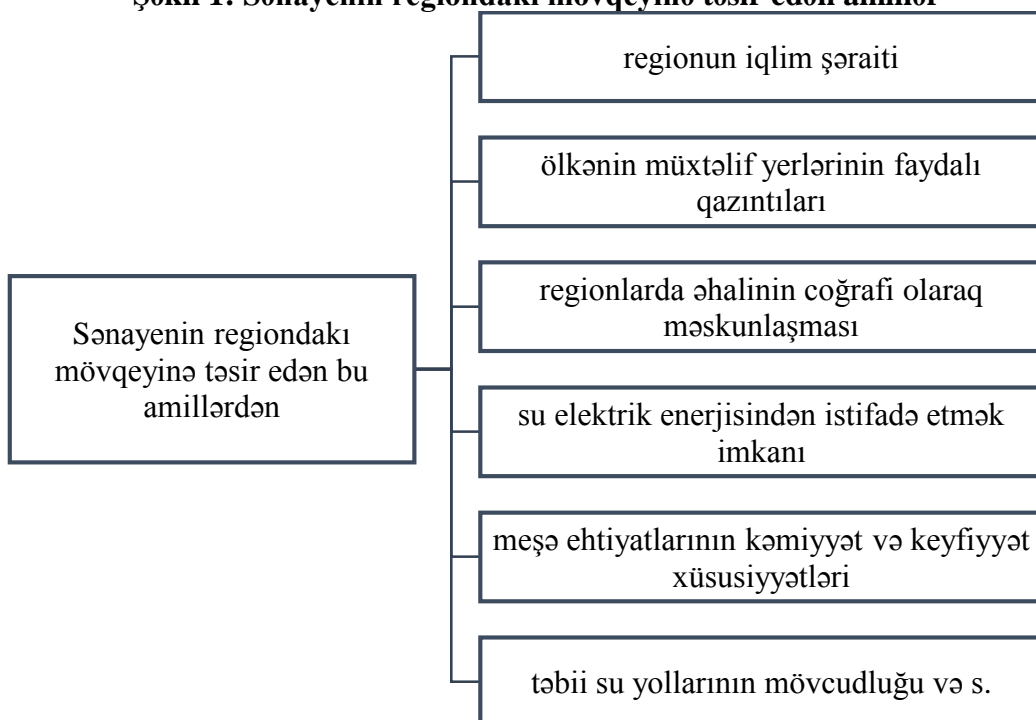 Şəkil 1. Sənayenin regiondakı mövqeyinə təsir edən amillər
regionun iqlim şəraiti
ölkənin müxtəlif yerlərinin faydalı
qazıntıları
regionlarda əhalinin coğrafi olaraq
məskunlaşması
Sənayenin regiondakı
mövqeyinə təsir edən bu
amillərdən
su elektrik enerjisindən istifadə etmək
imkanı
meşə ehtiyatlarının kəmiyyət və keyfiyyət
xüsusiyyətləri
təbii su yollarının mövcudluğu və s.